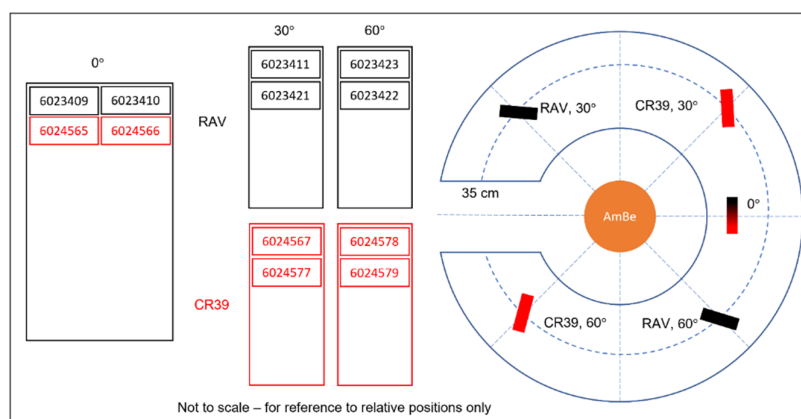 0°
6023409 6023410
6024565 6024566
30° 60°
RAV
6023411 6023423
6023421 6023422
CR39
6024567 6024578
6024577 6024579
RAV, 30°
CR39, 30°
35 cm
AmBe
0°
CR39, 60°
RAV, 60°
Not to scale – for reference to relative positions only